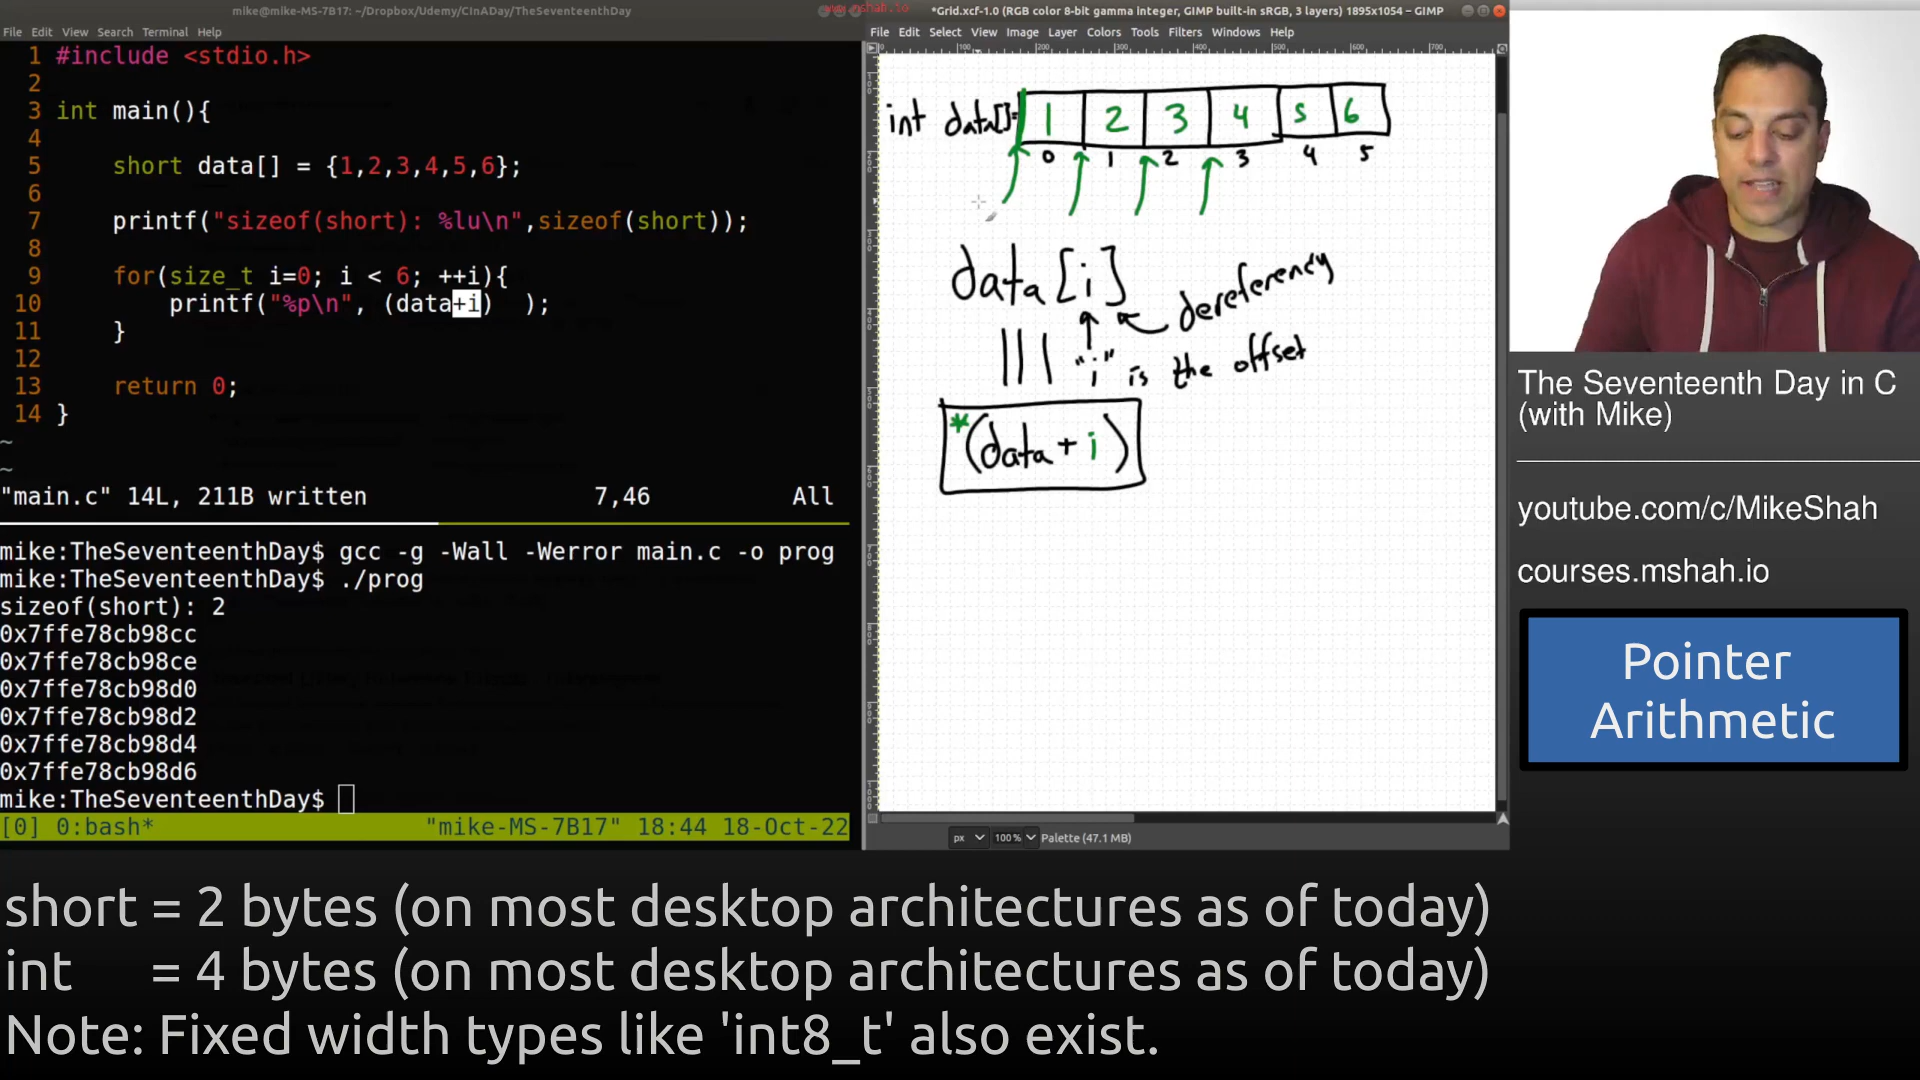 mike@mike-MS-7B17: ~/Dropbox/Udemy/CInADay/TheSeventeenthDay
File Edit View Search Terminal Help
1 #include <stdio.h>
2
3 int main(){
4
5 short data[] = {1,2,3,4,5,6};
6
7 printf("sizeof(short): %lu\n",sizeof(short));
8
9 for(size_t i=0; i < 6; ++i){
10 printf("%p\n", (data+i) );
11 }
12
13 return 0;
14 }
~
~
"main.c" 14L, 211B written 7,46 All
mike:TheSeventeenthDay$ gcc -g -Wall -Werror main.c -o prog
mike:TheSeventeenthDay$ ./prog
sizeof(short): 2
0x7ffe78cb98cc
0x7ffe78cb98ce
0x7ffe78cb98d0
0x7ffe78cb98d2
0x7ffe78cb98d4
0x7ffe78cb98d6
mike:TheSeventeenthDay$
[0] 0:bash* "mike-MS-7B17" 18:44 18-Oct-22
*Grid.xcf-1.0 (RGB color 8-bit gamma integer, GIMP built-in sRGB, 3 layers) 1895x1054 – GIMP
File Edit Select View Image Layer Colors Tools Filters Windows Help
int data[]= 1 2 3 4 5 6
0 1 2 3 4 5
data[i]
dereferency
"i" is the offset
*(data + i)
px 100 % Palette (47.1 MB)
The Seventeenth Day in C
(with Mike)
youtube.com/c/MikeShah
courses.mshah.io
Pointer
Arithmetic
short = 2 bytes (on most desktop architectures as of today)
int = 4 bytes (on most desktop architectures as of today)
Note: Fixed width types like 'int8_t' also exist.